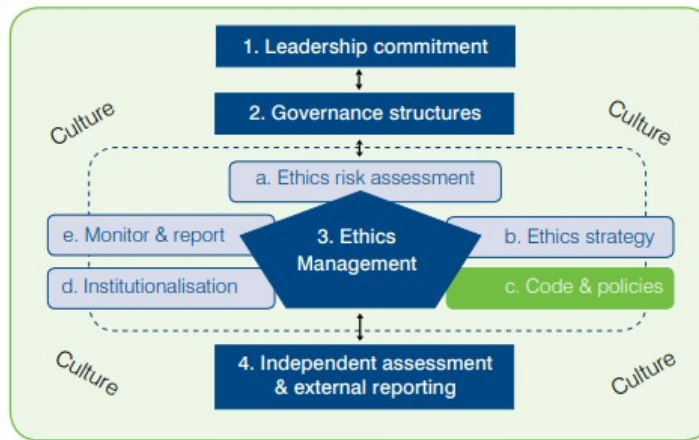 1. Leadership commitment
2. Governance structures
Culture
Culture
a. Ethics risk assessment
e. Monitor & report
3. Ethics
Management
b. Ethics strategy
d. Institutionalisation
c. Code & policies
Culture
4. Independent assessment
& external reporting
Culture